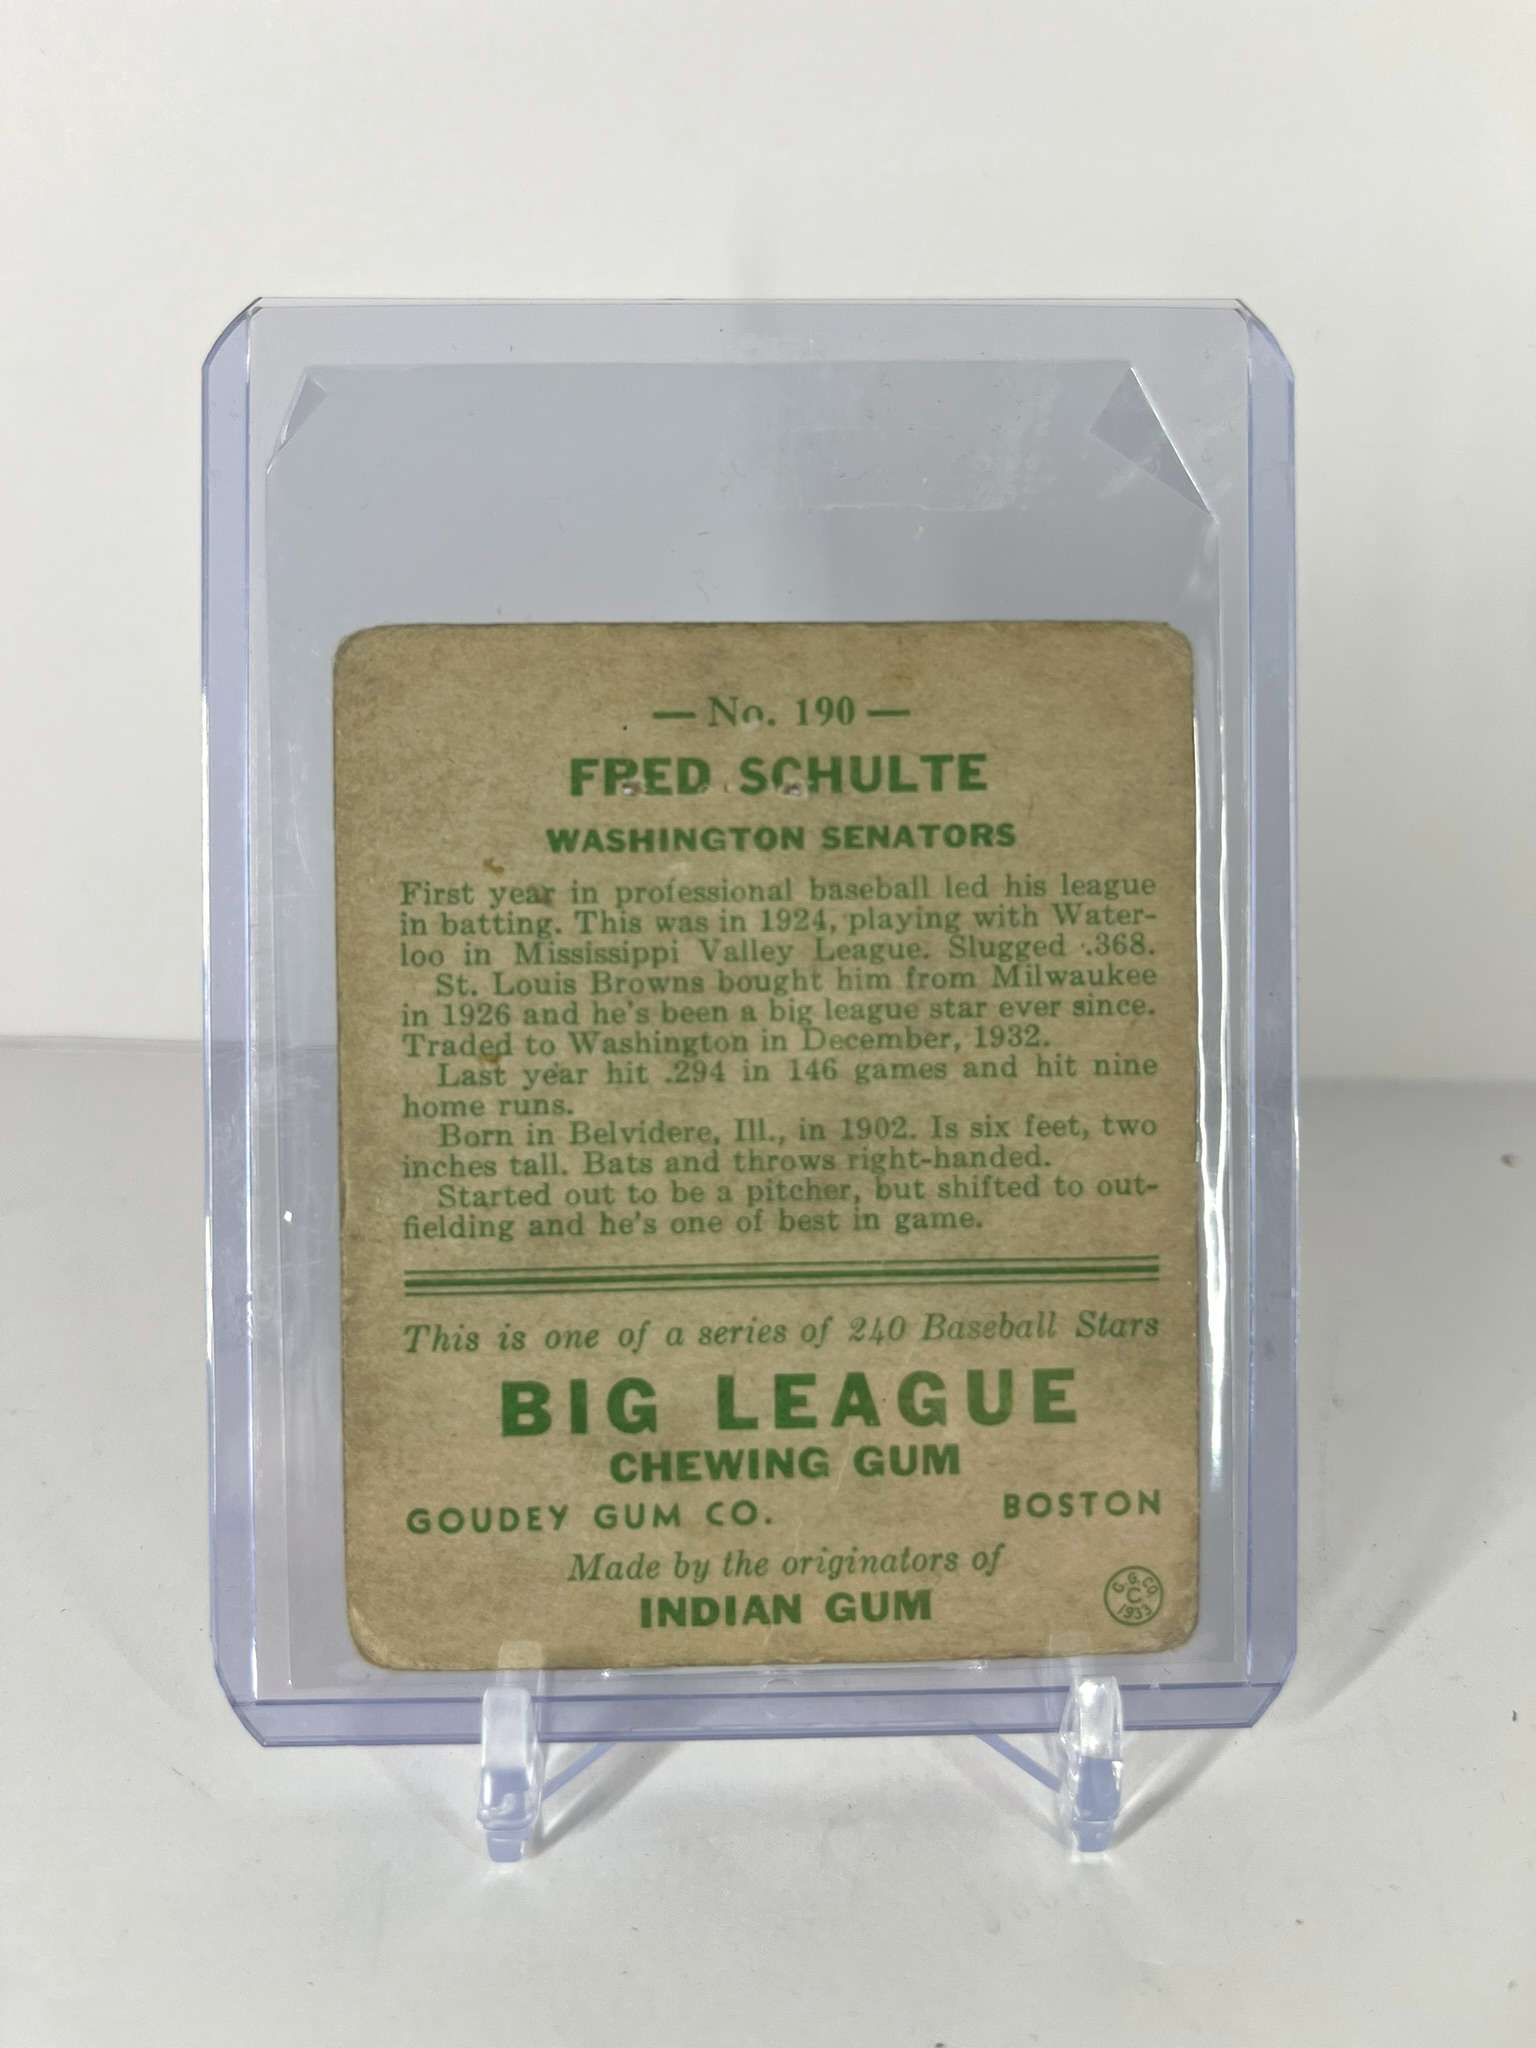 — No. 190 —
FRED SCHULTE
WASHINGTON SENATORS
First year in professional baseball led his league
in batting. This was in 1924, playing with Water-
loo in Mississippi Valley League. Slugged .368.
St. Louis Browns bought him from Milwaukee
in 1926 and he's been a big league star ever since.
Traded to Washington in December, 1932.
Last year hit .294 in 146 games and hit nine
home runs.
Born in Belvidere, Ill., in 1902. Is six feet, two
inches tall. Bats and throws right-handed.
Started out to be a pitcher, but shifted to out-
fielding and he's one of best in game.
This is one of a series of 240 Baseball Stars
BIG LEAGUE
CHEWING GUM
GOUDEY GUM CO. BOSTON
Made by the originators of
INDIAN GUM
G. G. CO.
C
1933